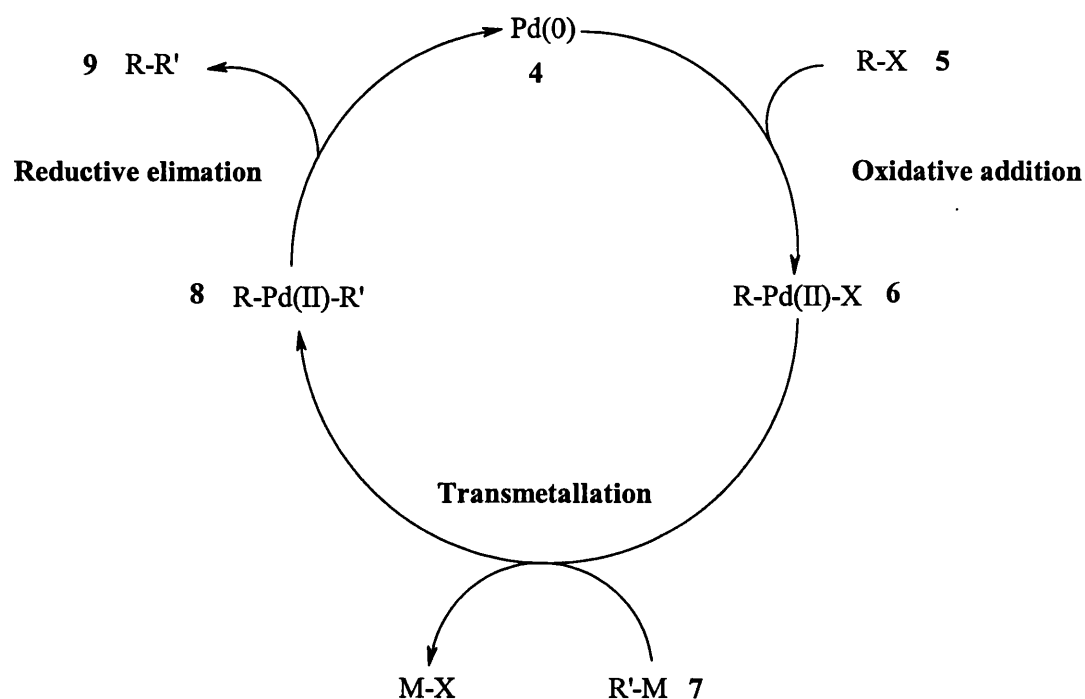 Pd(0)
4
9 R-R'
R-X 5
Reductive elimation
Oxidative addition
8 R-Pd(II)-R'
R-Pd(II)-X 6
Transmetallation
M-X
R'-M 7